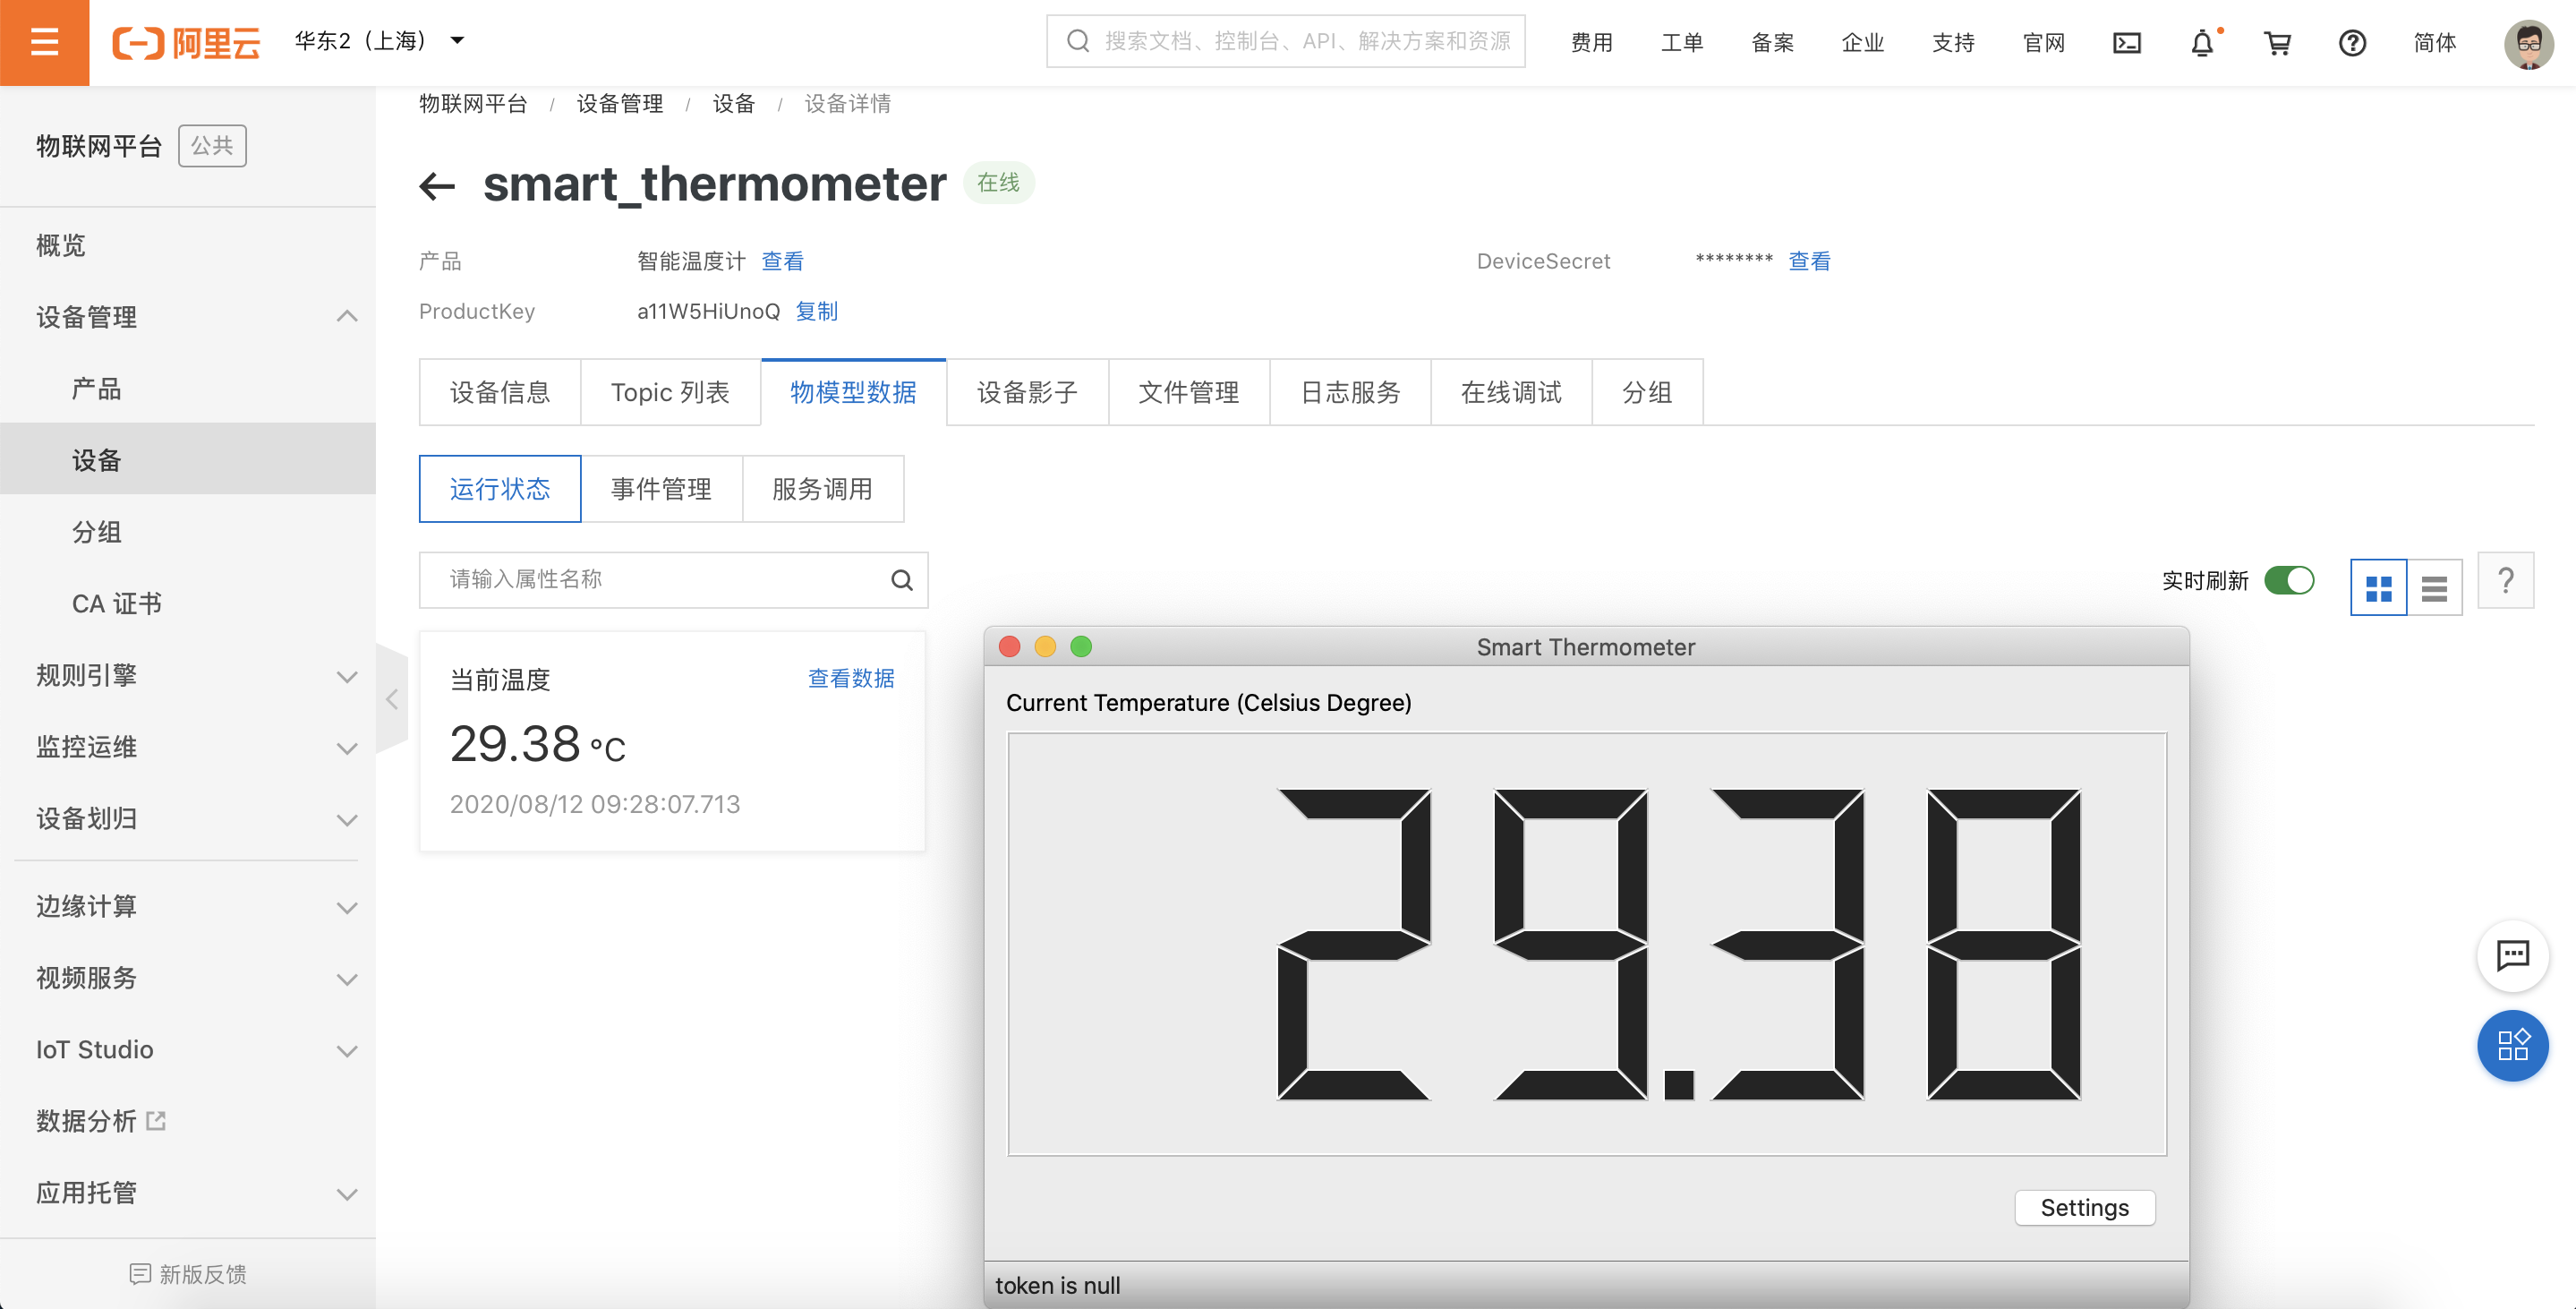 阿里云
华东2（上海）
搜索文档、控制台、API、解决方案和资源
费用 工单 备案 企业 支持 官网 简体
物联网平台 公共
概览
设备管理
产品
设备
分组
CA 证书
规则引擎
监控运维
设备划归
边缘计算
视频服务
IoT Studio
数据分析
应用托管
新版反馈
物联网平台 / 设备管理 / 设备 / 设备详情
smart_thermometer 在线
产品 智能温度计 查看 DeviceSecret ******** 查看
ProductKey a11W5HiUnoQ 复制
设备信息 Topic 列表 物模型数据 设备影子 文件管理 日志服务 在线调试 分组
运行状态 事件管理 服务调用
请输入属性名称
实时刷新
?
当前温度 查看数据
29.38 °C
2020/08/12 09:28:07.713
Smart Thermometer
Current Temperature (Celsius Degree)
29.38
Settings
token is null